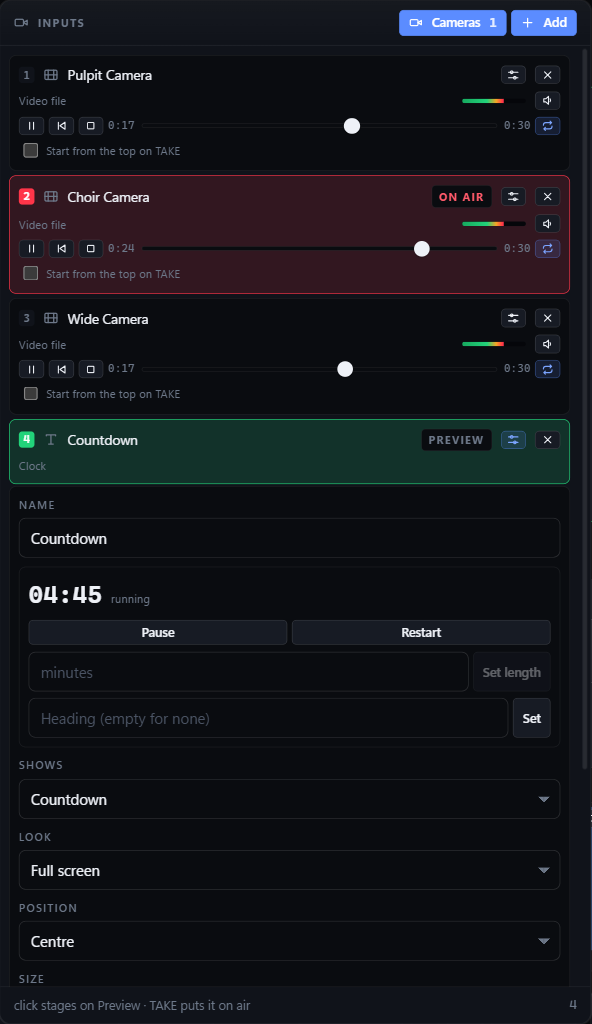 INPUTS
Cameras 1
+ Add
1 Pulpit Camera
Video file
0:17 0:30
Start from the top on TAKE
2 Choir Camera ON AIR
Video file
0:24 0:30
Start from the top on TAKE
3 Wide Camera
Video file
0:17 0:30
Start from the top on TAKE
4 Countdown PREVIEW
Clock
NAME
Countdown
04:45 running
Pause Restart
minutes Set length
Heading (empty for none) Set
SHOWS
Countdown
LOOK
Full screen
POSITION
Centre
SIZE
click stages on Preview · TAKE puts it on air 4